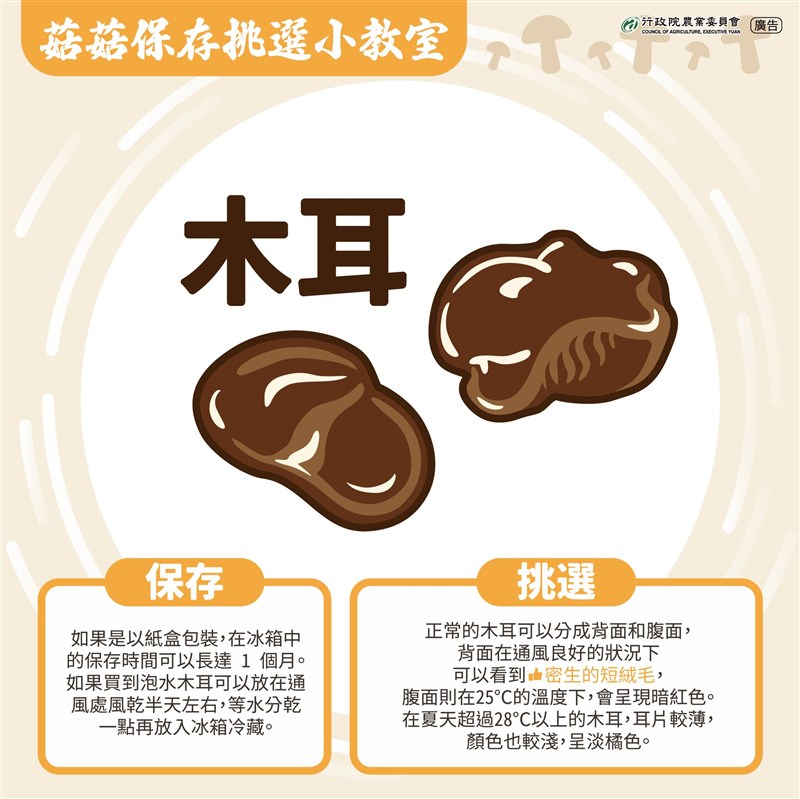 菇菇保存挑選小教室
行政院農業委員會
COUNCIL OF AGRICULTURE, EXECUTIVE YUAN
廣告
木耳
保存
如果是以紙盒包裝,在冰箱中
的保存時間可以長達 1 個月。
如果買到泡水木耳可以放在通
風處風乾半天左右,等水分乾
一點再放入冰箱冷藏。
挑選
正常的木耳可以分成背面和腹面,
背面在通風良好的狀況下
可以看到👍密生的短絨毛,
腹面則在25°C的溫度下,會呈現暗紅色。
在夏天超過28°C以上的木耳,耳片較薄,
顏色也較淺,呈淡橘色。